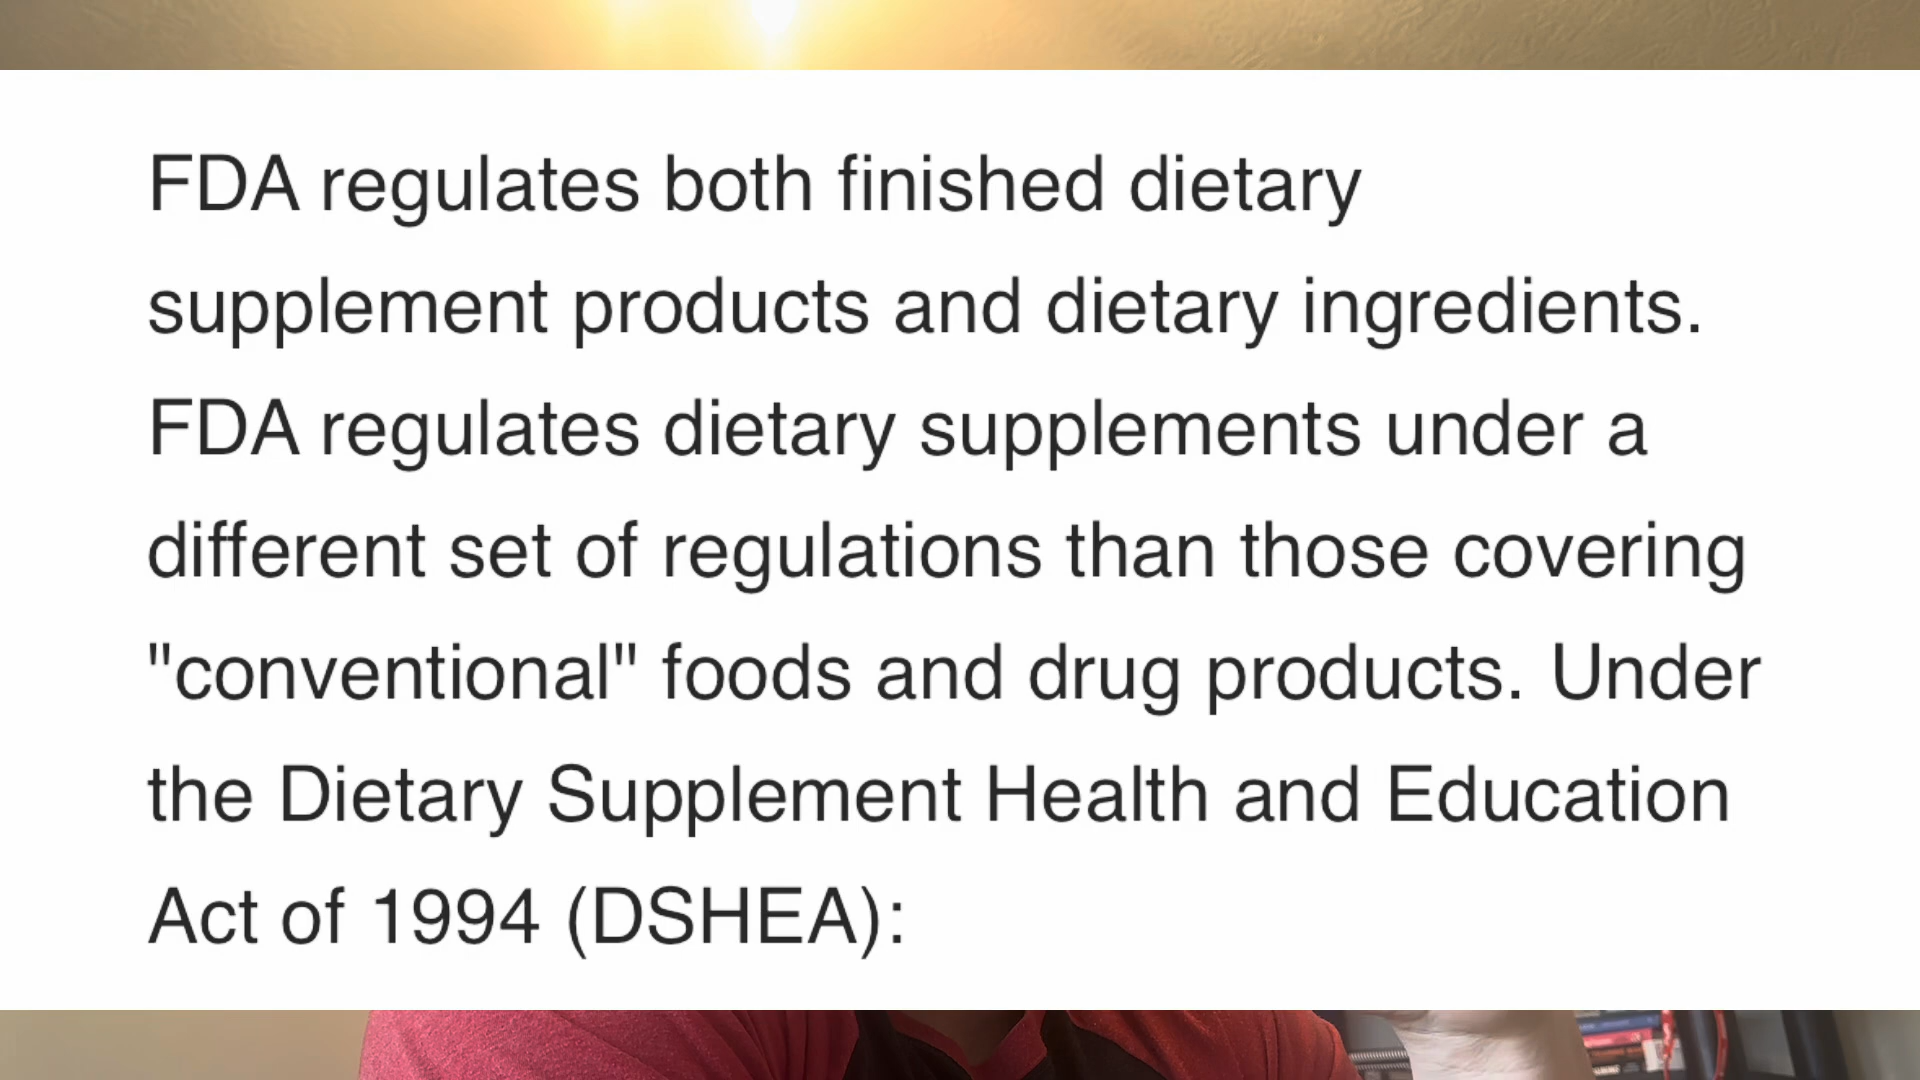 FDA regulates both finished dietary
supplement products and dietary ingredients.
FDA regulates dietary supplements under a
different set of regulations than those covering
"conventional" foods and drug products. Under
the Dietary Supplement Health and Education
Act of 1994 (DSHEA):